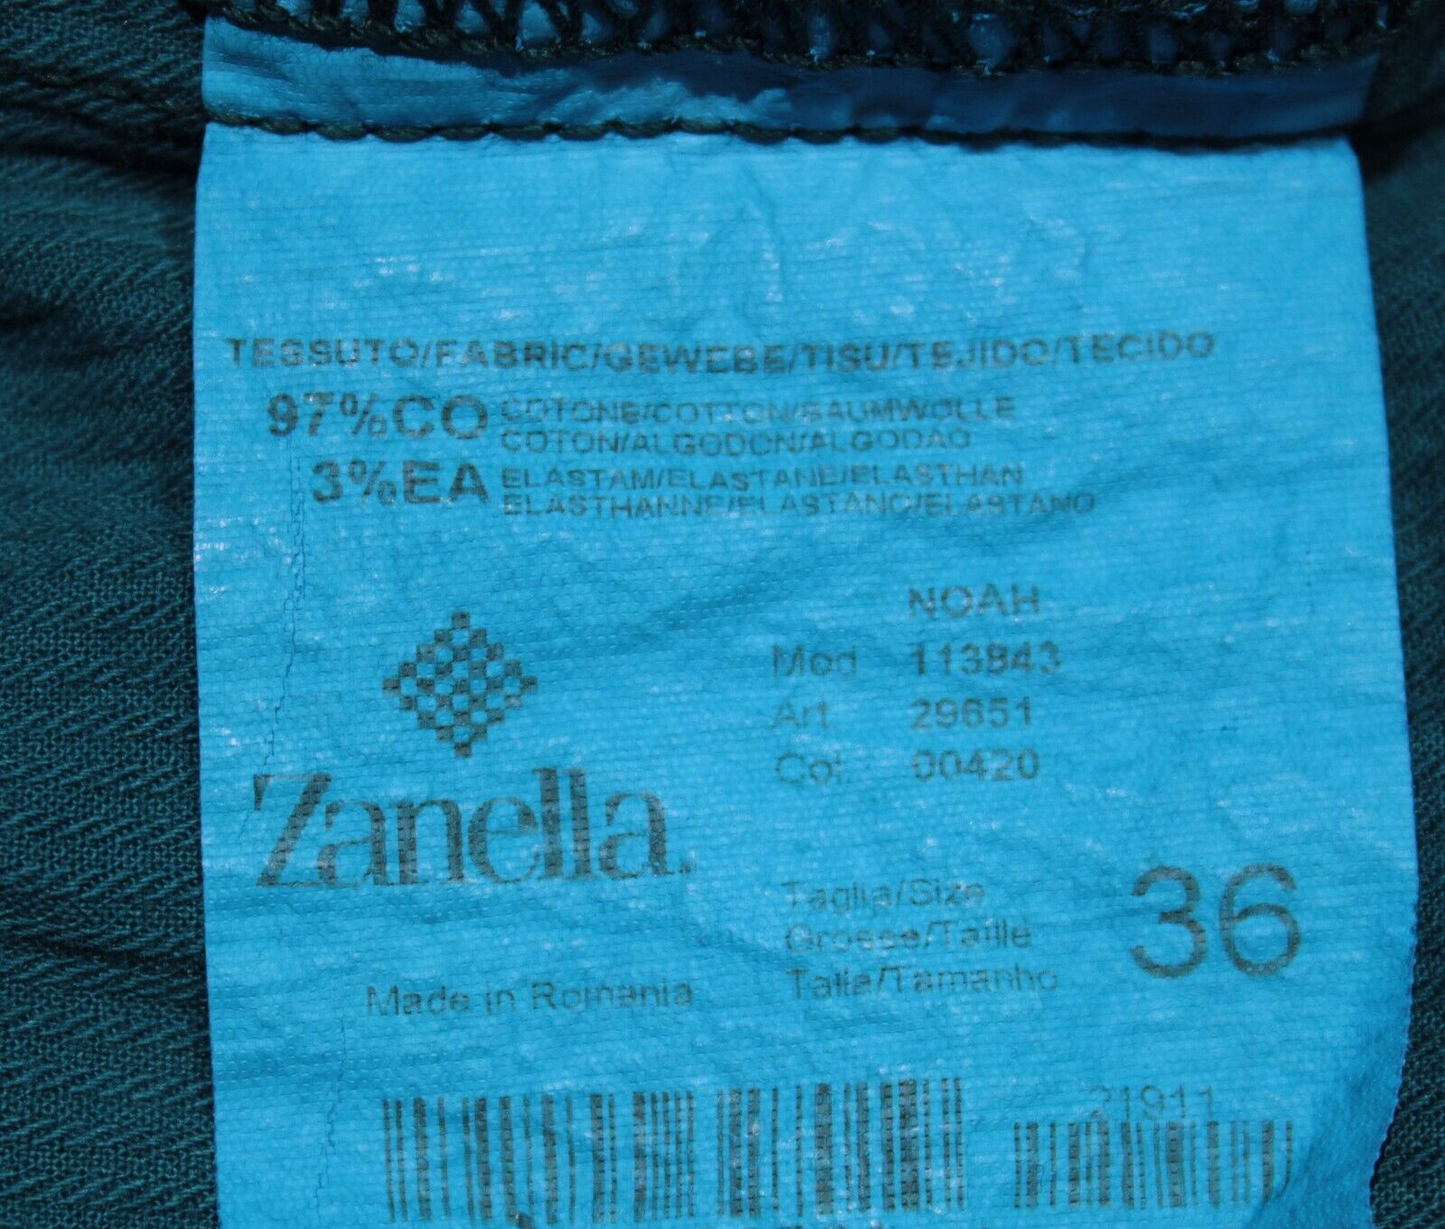 TESSUTO/FABRIC/GEWEBE/TISU/TEJIDO/TECIDO
97%CO COTONE/COTTON/BAUMWOLLE
COTON/ALGODON/ALGODAO
3%EA ELASTAM/ELASTANE/ELASTHAN
ELASTHANNE/ELASTANO/ELASTANO
NOAH
Mod 113843
Art. 29651
Col. 00420
Zanella.
Taglia/Size
Grosse/Taille
Talla/Tamanho
36
Made in Romania
21911